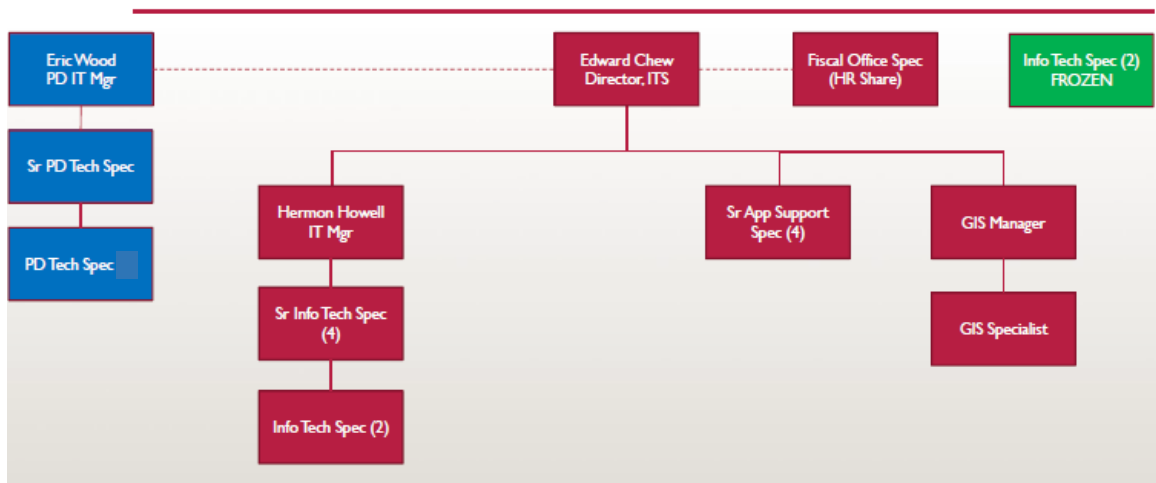 Eric Wood
PD IT Mgr
Edward Chew
Director, ITS
Fiscal Office Spec
(HR Share)
Info Tech Spec (2)
FROZEN
Sr PD Tech Spec
Hermon Howell
IT Mgr
Sr App Support
Spec (4)
GIS Manager
PD Tech Spec
Sr Info Tech Spec
(4)
GIS Specialist
Info Tech Spec (2)